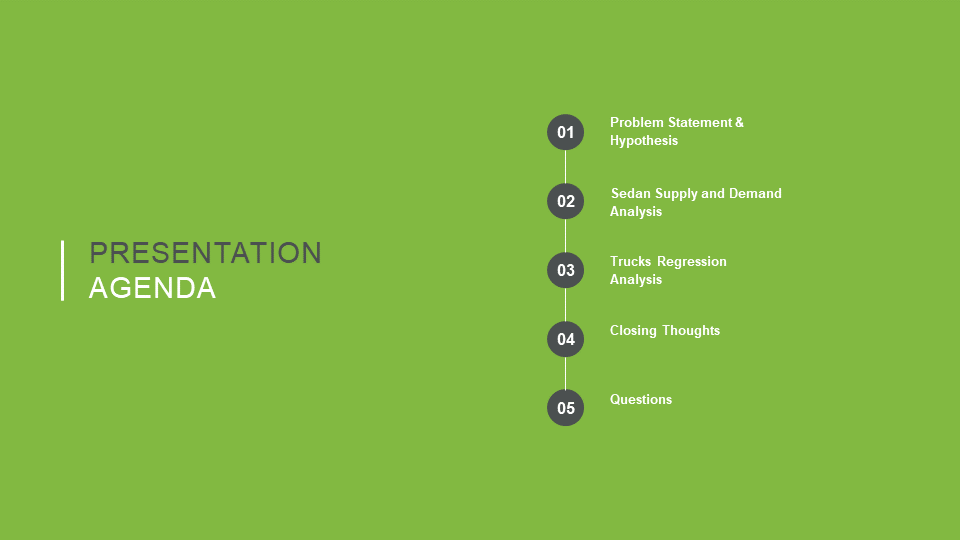 PRESENTATION
AGENDA
01
Problem Statement &
Hypothesis
02
Sedan Supply and Demand
Analysis
03
Trucks Regression
Analysis
04
Closing Thoughts
05
Questions